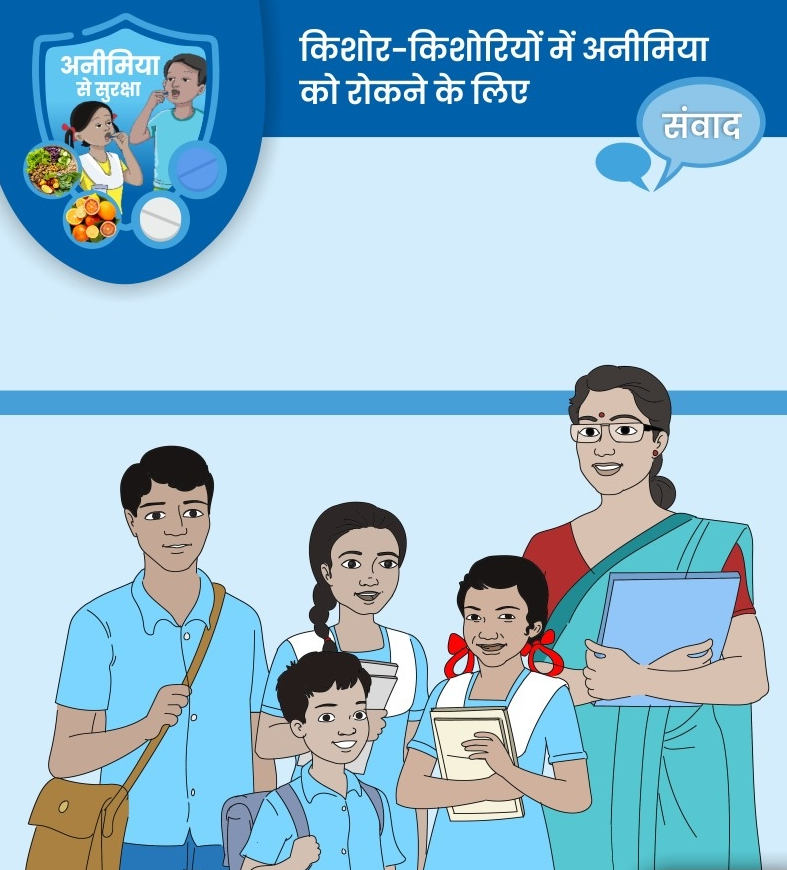 अनीमिया
से सुरक्षा
किशोर-किशोरियों में अनीमिया
को रोकने के लिए
संवाद